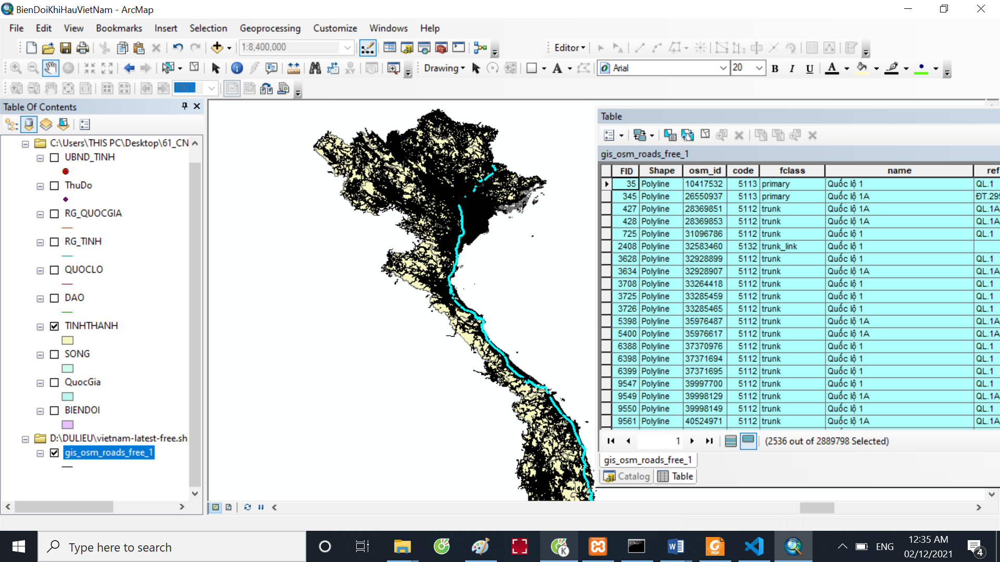 BienDoiKhiHauVietNam - ArcMap
File Edit View Bookmarks Insert Selection Geoprocessing Customize Windows Help
1:8,400,000
Editor
Drawing
Arial
20
B I U A
100%
Table Of Contents
C:\Users\THIS PC\Desktop\61_CN
UBND_TINH
ThuDo
RG_QUOCGIA
RG_TINH
QUOCLO
DAO
TINHTHANH
SONG
QuocGia
BIENDOI
D:\DULIEU\vietnam-latest-free.sh
gis_osm_roads_free_1
Table
gis_osm_roads_free_1
FID Shape osm_id code fclass name ref
35 Polyline 10417532 5113 primary Quốc lộ 1 QL.1
345 Polyline 26550937 5113 primary Quốc lộ 1A ĐT.295
427 Polyline 28369851 5112 trunk Quốc lộ 1A QL.1A
428 Polyline 28369853 5112 trunk Quốc lộ 1A QL.1A
725 Polyline 31096786 5112 trunk Quốc lộ 1 QL.1
2408 Polyline 32583460 5132 trunk_link Quốc lộ 1
3628 Polyline 32928899 5112 trunk Quốc lộ 1 QL.1
3634 Polyline 32928907 5112 trunk Quốc lộ 1A QL.1A
3708 Polyline 33264418 5112 trunk Quốc lộ 1 QL.1
3725 Polyline 33285459 5112 trunk Quốc lộ 1 QL.1
3726 Polyline 33285465 5112 trunk Quốc lộ 1 QL.1
5398 Polyline 35976487 5112 trunk Quốc lộ 1A QL.1A
5400 Polyline 35976617 5112 trunk Quốc lộ 1A QL.1A
6388 Polyline 37370976 5112 trunk Quốc lộ 1 QL.1
6398 Polyline 37371694 5112 trunk Quốc lộ 1 QL.1
6399 Polyline 37371695 5112 trunk Quốc lộ 1 QL.1
9547 Polyline 39997700 5112 trunk Quốc lộ 1 QL.1
9549 Polyline 39998129 5112 trunk Quốc lộ 1A QL.1A
9550 Polyline 39998149 5112 trunk Quốc lộ 1 QL.1
9561 Polyline 40524971 5112 trunk Quốc lộ 1A QL.1A
1
(2536 out of 2889798 Selected)
gis_osm_roads_free_1
Catalog Table
Type here to search
ENG
12:35 AM
02/12/2021
4